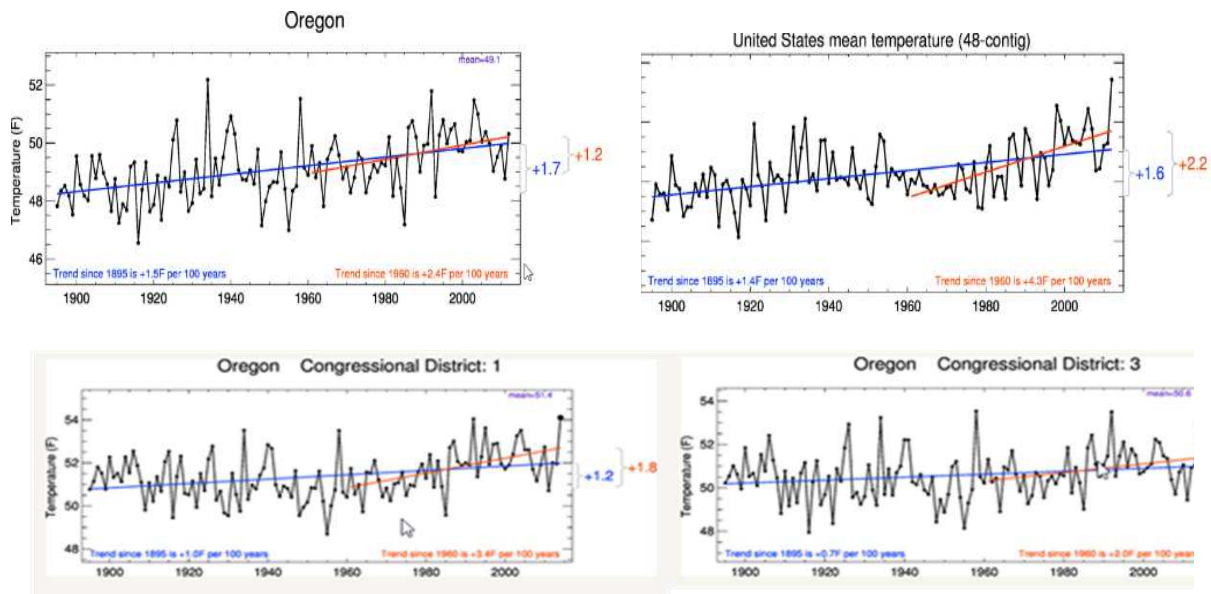 Oregon
mean=49.1
Temperature (F)
52
50
48
46
+1.7
+1.2
Trend since 1895 is +1.5F per 100 years
Trend since 1960 is +2.4F per 100 years
1900
1920
1940
1960
1980
2000
United States mean temperature (48-contig)
+1.6
+2.2
Trend since 1895 is +1.4F per 100 years
Trend since 1960 is +4.3F per 100 years
1900
1920
1940
1960
1980
2000
Oregon Congressional District: 1
mean=51.4
Temperature (F)
54
52
50
48
+1.2
+1.8
Trend since 1895 is +1.0F per 100 years
Trend since 1960 is +3.4F per 100 years
1900
1920
1940
1960
1980
2000
Oregon Congressional District: 3
mean=50.6
Temperature (F)
54
52
50
48
Trend since 1895 is +0.7F per 100 years
Trend since 1960 is +2.0F per 100 years
1900
1920
1940
1960
1980
2000